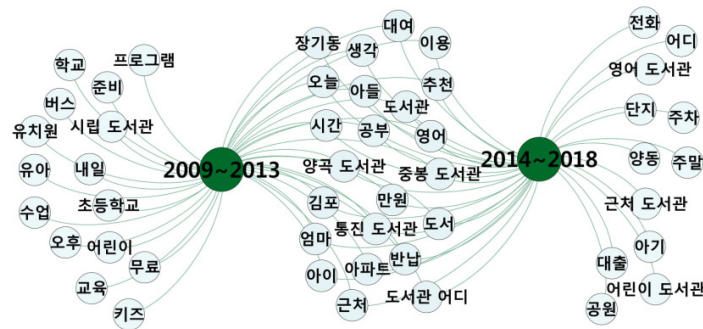 프로그램
학교
준비
버스
시립 도서관
유치원
유아
내일
수업
초등학교
오후
어린이
무료
교육
키즈
2009~2013
대여
장기동
생각
이용
오늘
아들
추천
도서관
시간
공부
영어
양곡 도서관
중봉 도서관
김포
만원
통진 도서관
도서
엄마
반납
아이
아파트
근처
도서관 어디
2014~2018
전화
어디
영어 도서관
단지
주차
양동
주말
근처 도서관
아기
대출
어린이 도서관
공원